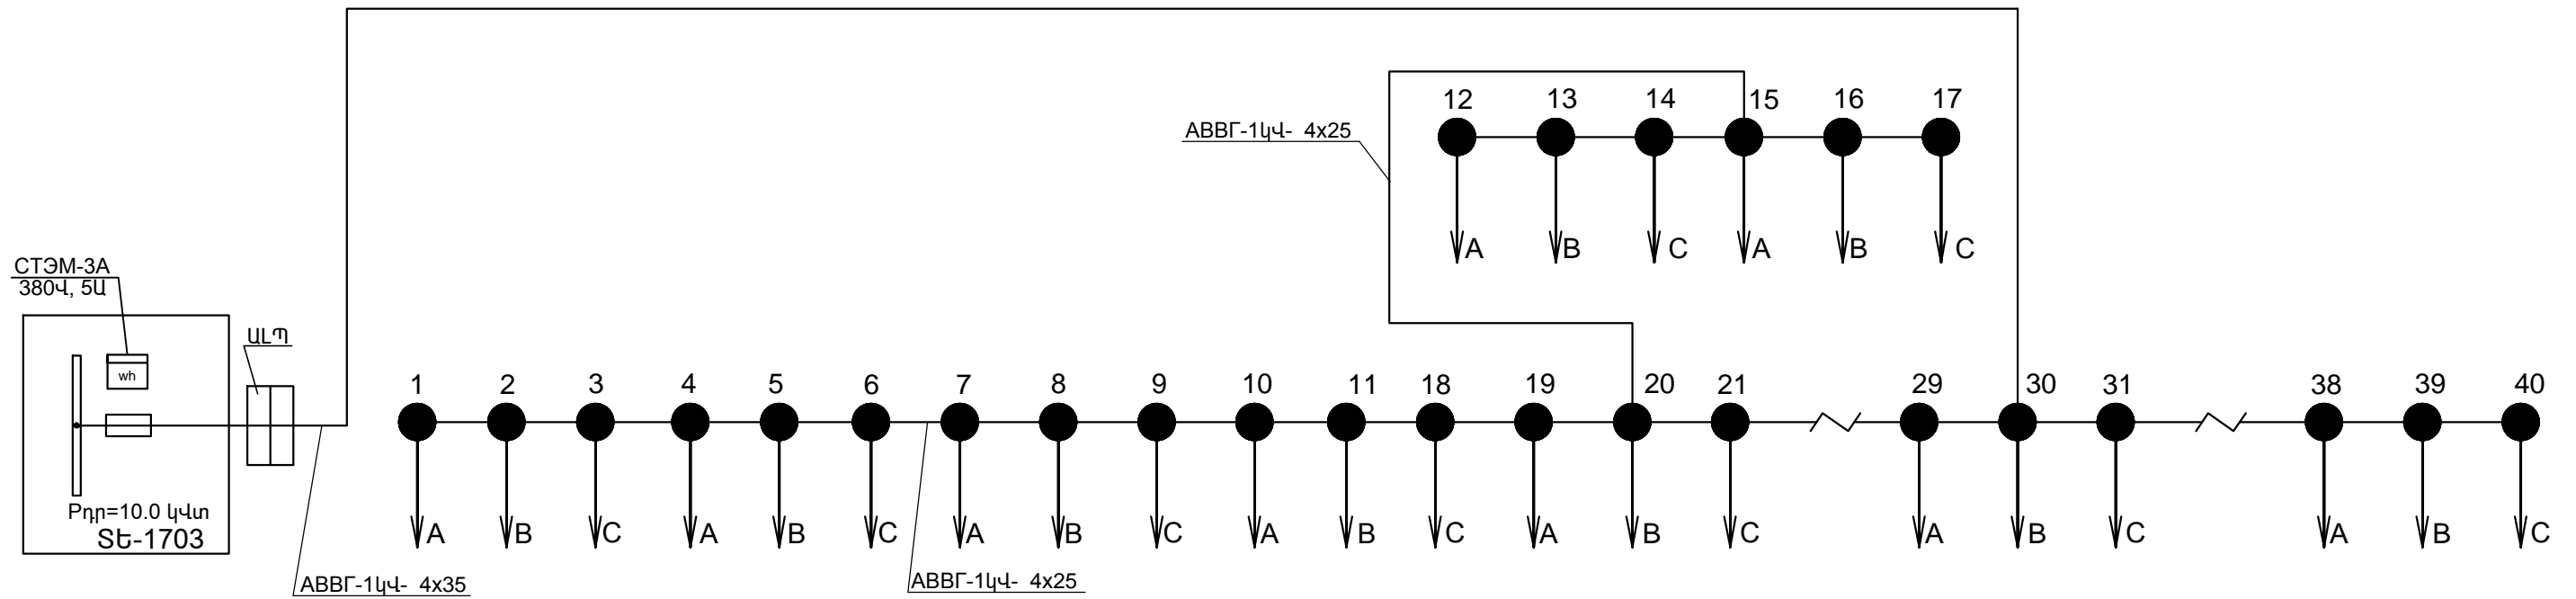 12 13 14 15 16 17
АВВГ-1կՎ- 4x25
A B C A B C
СТЭМ-3А
380Վ, 5Ա
ԱԼՊ
wh
1 2 3 4 5 6 7 8 9 10 11 18 19 20 21 29 30 31 38 39 40
Pդր=10.0 կՎտ
ՏԵ-1703
A B C A B C A B C A B C A B C A B C A B C
АВВГ-1կՎ- 4x35
АВВГ-1կՎ- 4x25